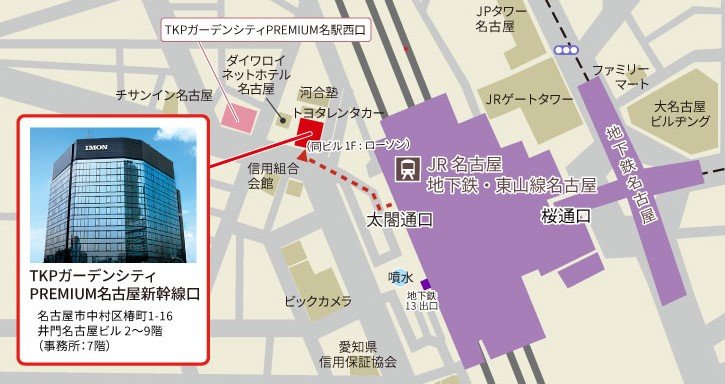 TKPガーデンシティPREMIUM名駅西口
JPタワー
名古屋
ダイワロイ
ネットホテル
名古屋
チサンイン名古屋
河合塾
トヨタレンタカー
ファミリー
マート
JRゲートタワー
大名古屋
ビルヂング
(同ビル1F:ローソン)
信用組合
会館
JR 名古屋
地下鉄・東山線名古屋
地下鉄名古屋
太閤通口
桜通口
IMON
TKPガーデンシティ
PREMIUM名古屋新幹線口
名古屋市中村区椿町1-16
井門名古屋ビル 2〜9階
(事務所:7階)
噴水
地下鉄
13 出口
ビックカメラ
愛知県
信用保証協会